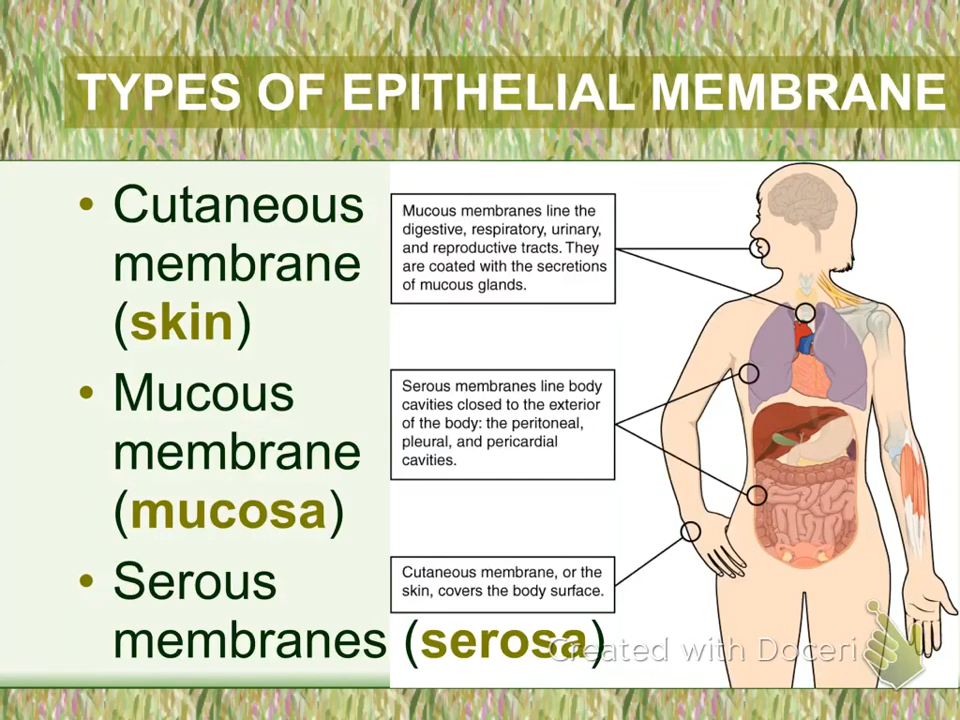 TYPES OF EPITHELIAL MEMBRANE
• Cutaneous
membrane
(skin)
• Mucous
membrane
(mucosa)
• Serous
membranes (serosa)
Mucous membranes line the
digestive, respiratory, urinary,
and reproductive tracts. They
are coated with the secretions
of mucous glands.
Serous membranes line body
cavities closed to the exterior
of the body: the peritoneal,
pleural, and pericardial
cavities.
Cutaneous membrane, or the
skin, covers the body surface.
Created with Doceri